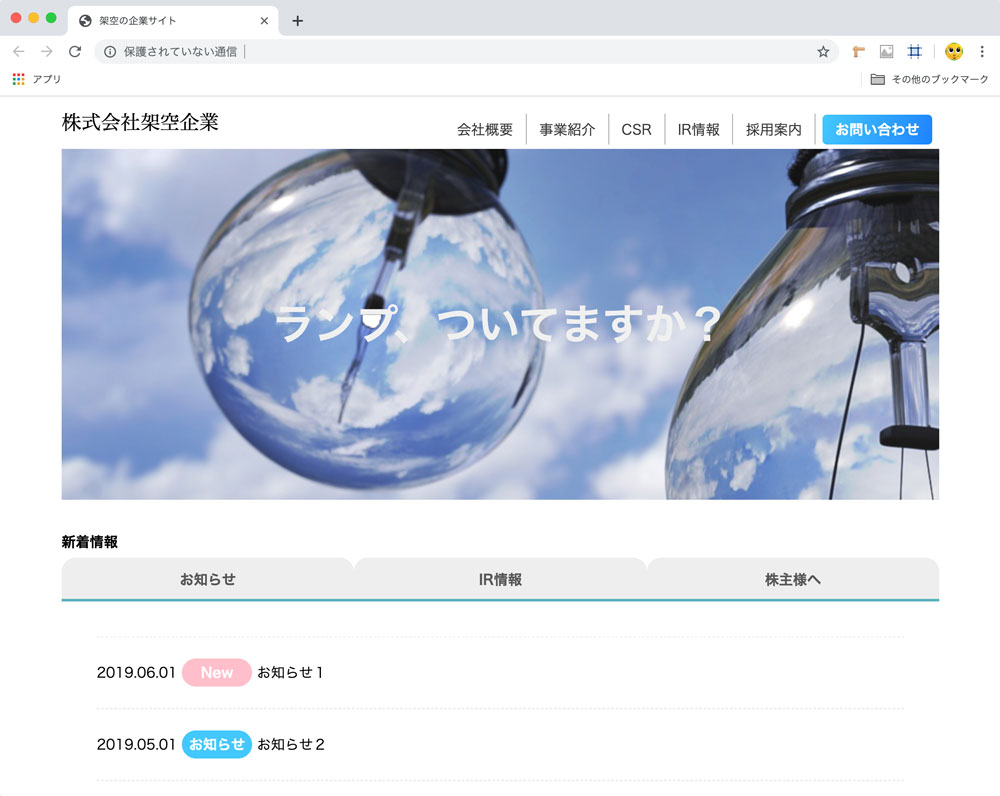 架空の企業サイト
保護されていない通信
アプリ
その他のブックマーク
株式会社架空企業
会社概要 事業紹介 CSR IR情報 採用案内 お問い合わせ
ランプ、ついてますか？
新着情報
お知らせ IR情報 株主様へ
2019.06.01 New お知らせ１
2019.05.01 お知らせ お知らせ２